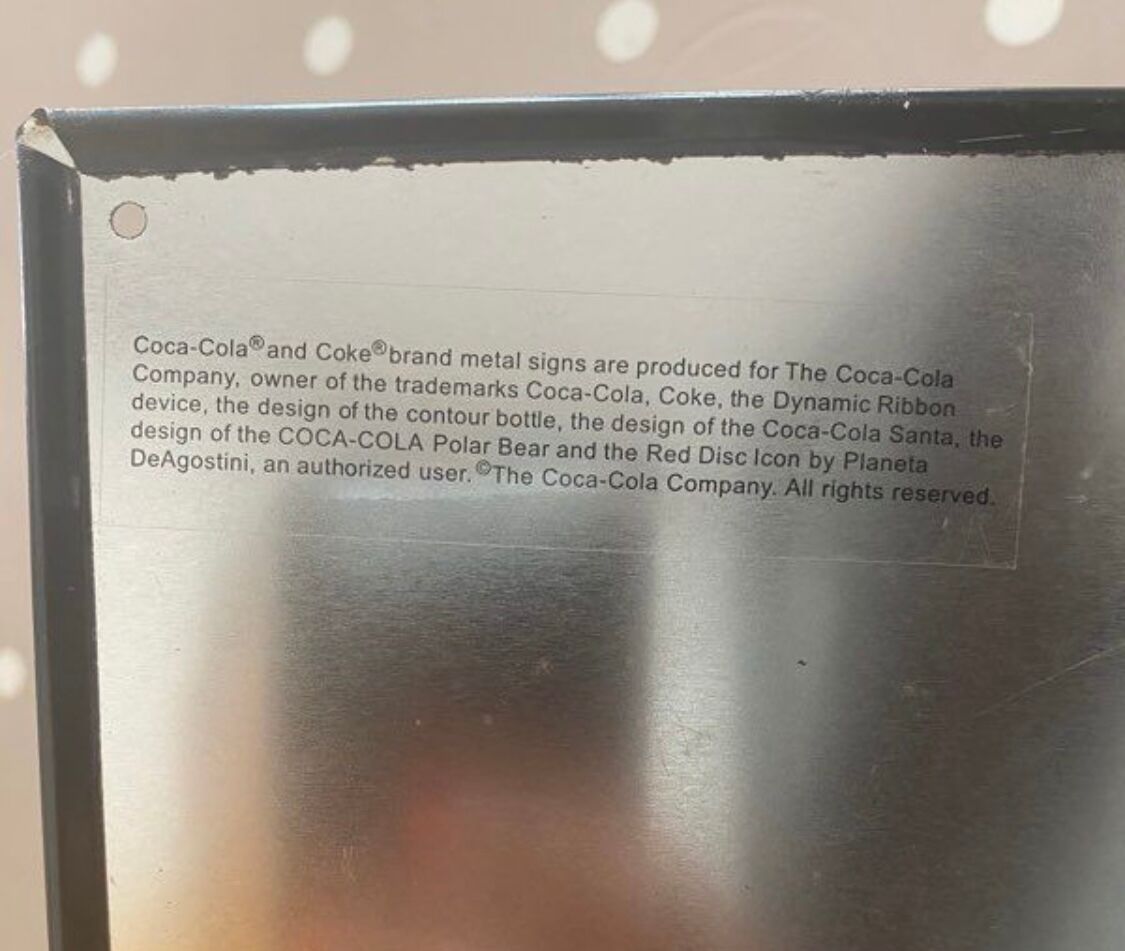 Coca-Cola® and Coke® brand metal signs are produced for The Coca-Cola
Company, owner of the trademarks Coca-Cola, Coke, the Dynamic Ribbon
device, the design of the contour bottle, the design of the Coca-Cola Santa, the
design of the COCA-COLA Polar Bear and the Red Disc Icon by Planeta
DeAgostini, an authorized user. ©The Coca-Cola Company. All rights reserved.